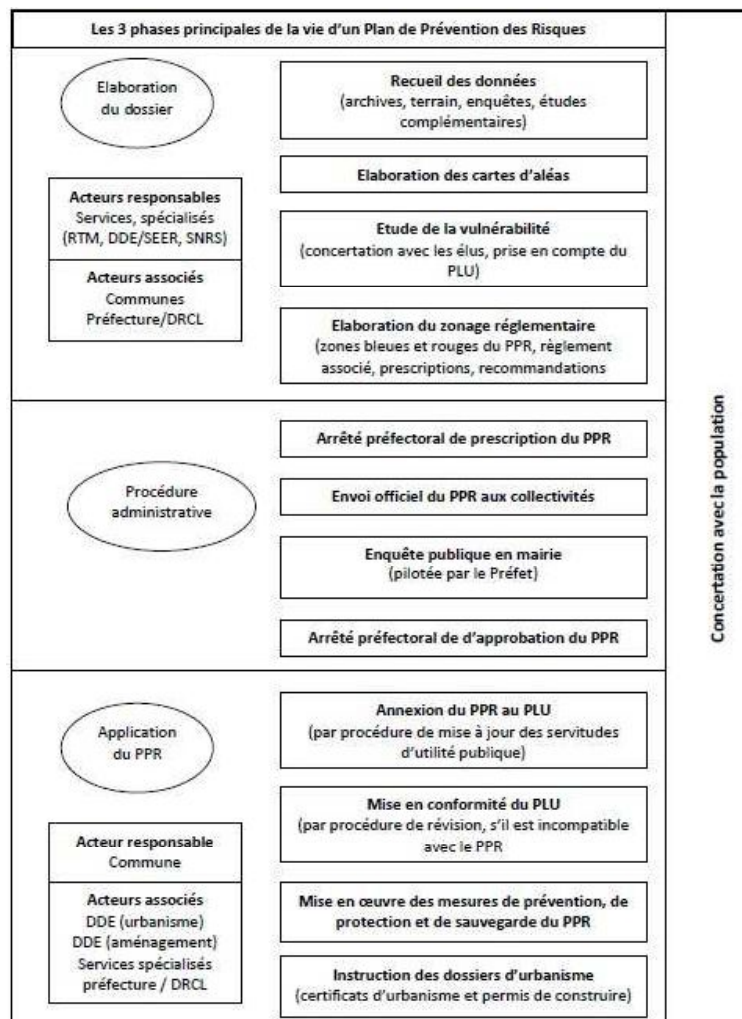 Les 3 phases principales de la vie d'un Plan de Prévention des Risques
Elaboration
du dossier
Recueil des données
(archives, terrain, enquêtes, études
complémentaires)
Elaboration des cartes d'aléas
Acteurs responsables
Services, spécialisés
(RTM, DDE/SEER, SNRS)
Acteurs associés
Communes
Préfecture/DRCL
Etude de la vulnérabilité
(concertation avec les élus, prise en compte du
PLU)
Elaboration du zonage réglementaire
(zones bleues et rouges du PPR, règlement
associé, prescriptions, recommandations
Procédure
administrative
Arrêté préfectoral de prescription du PPR
Envoi officiel du PPR aux collectivités
Enquête publique en mairie
(pilotée par le Préfet)
Arrêté préfectoral de d'approbation du PPR
Application
du PPR
Annexion du PPR au PLU
(par procédure de mise à jour des servitudes
d'utilité publique)
Mise en conformité du PLU
(par procédure de révision, s'il est incompatible
avec le PPR
Acteur responsable
Commune
Acteurs associés
DDE (urbanisme)
DDE (aménagement)
Services spécialisés
préfecture / DRCL
Mise en œuvre des mesures de prévention, de
protection et de sauvegarde du PPR
Instruction des dossiers d'urbanisme
(certificats d'urbanisme et permis de construire)
Concertation avec la population